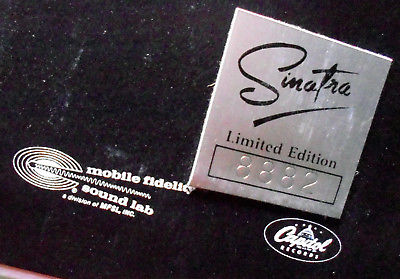 Sinatra
Limited Edition
8882
mobile fidelity
sound lab
a division of MFSL, INC.
Capitol
RECORDS